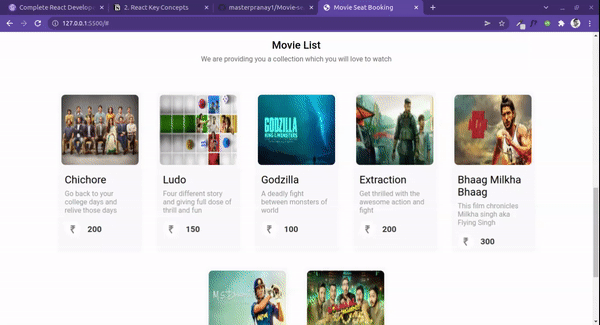 Complete React Develop
2. React Key Concepts
masterpranay1/Movie-se
Movie Seat Booking
127.0.0.1:5500/#
Movie List
We are providing you a collection which you will love to watch
GODZILLA
Chichore
Go back to your
college days and
relive those days
₹ 200
Ludo
Four different story
and giving full dose of
thrill and fun
₹ 150
Godzilla
A deadly fight
between monsters of
world
₹ 100
Extraction
Get thrilled with the
awesome action and
fight
₹ 200
Bhaag Milkha
Bhaag
This film chronicles
Milkha singh aka
Flying Singh
₹ 300